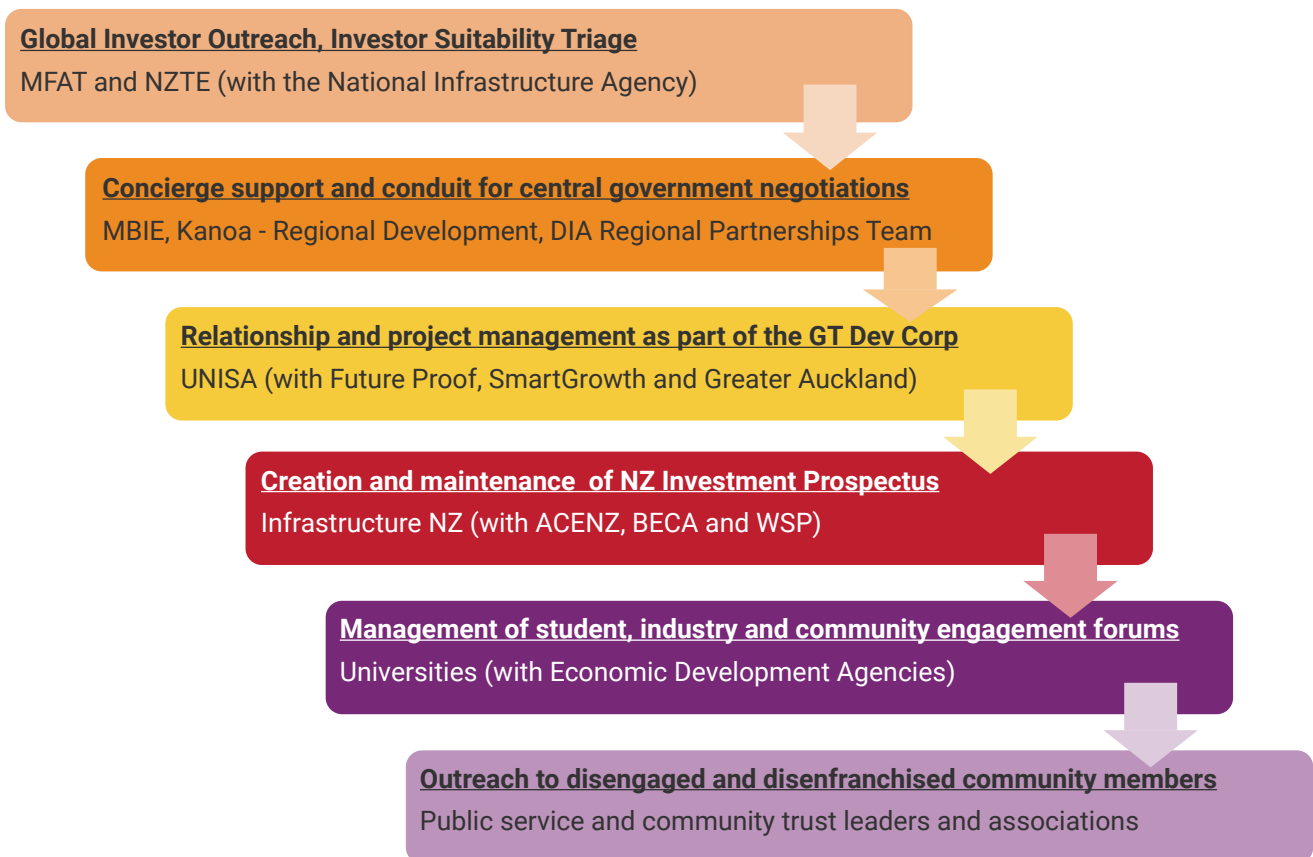 Global Investor Outreach, Investor Suitability Triage
MFAT and NZTE (with the National Infrastructure Agency)
Concierge support and conduit for central government negotiations
MBIE, Kanoa - Regional Development, DIA Regional Partnerships Team
Relationship and project management as part of the GT Dev Corp
UNISA (with Future Proof, SmartGrowth and Greater Auckland)
Creation and maintenance of NZ Investment Prospectus
Infrastructure NZ (with ACENZ, BECA and WSP)
Management of student, industry and community engagement forums
Universities (with Economic Development Agencies)
Outreach to disengaged and disenfranchised community members
Public service and community trust leaders and associations